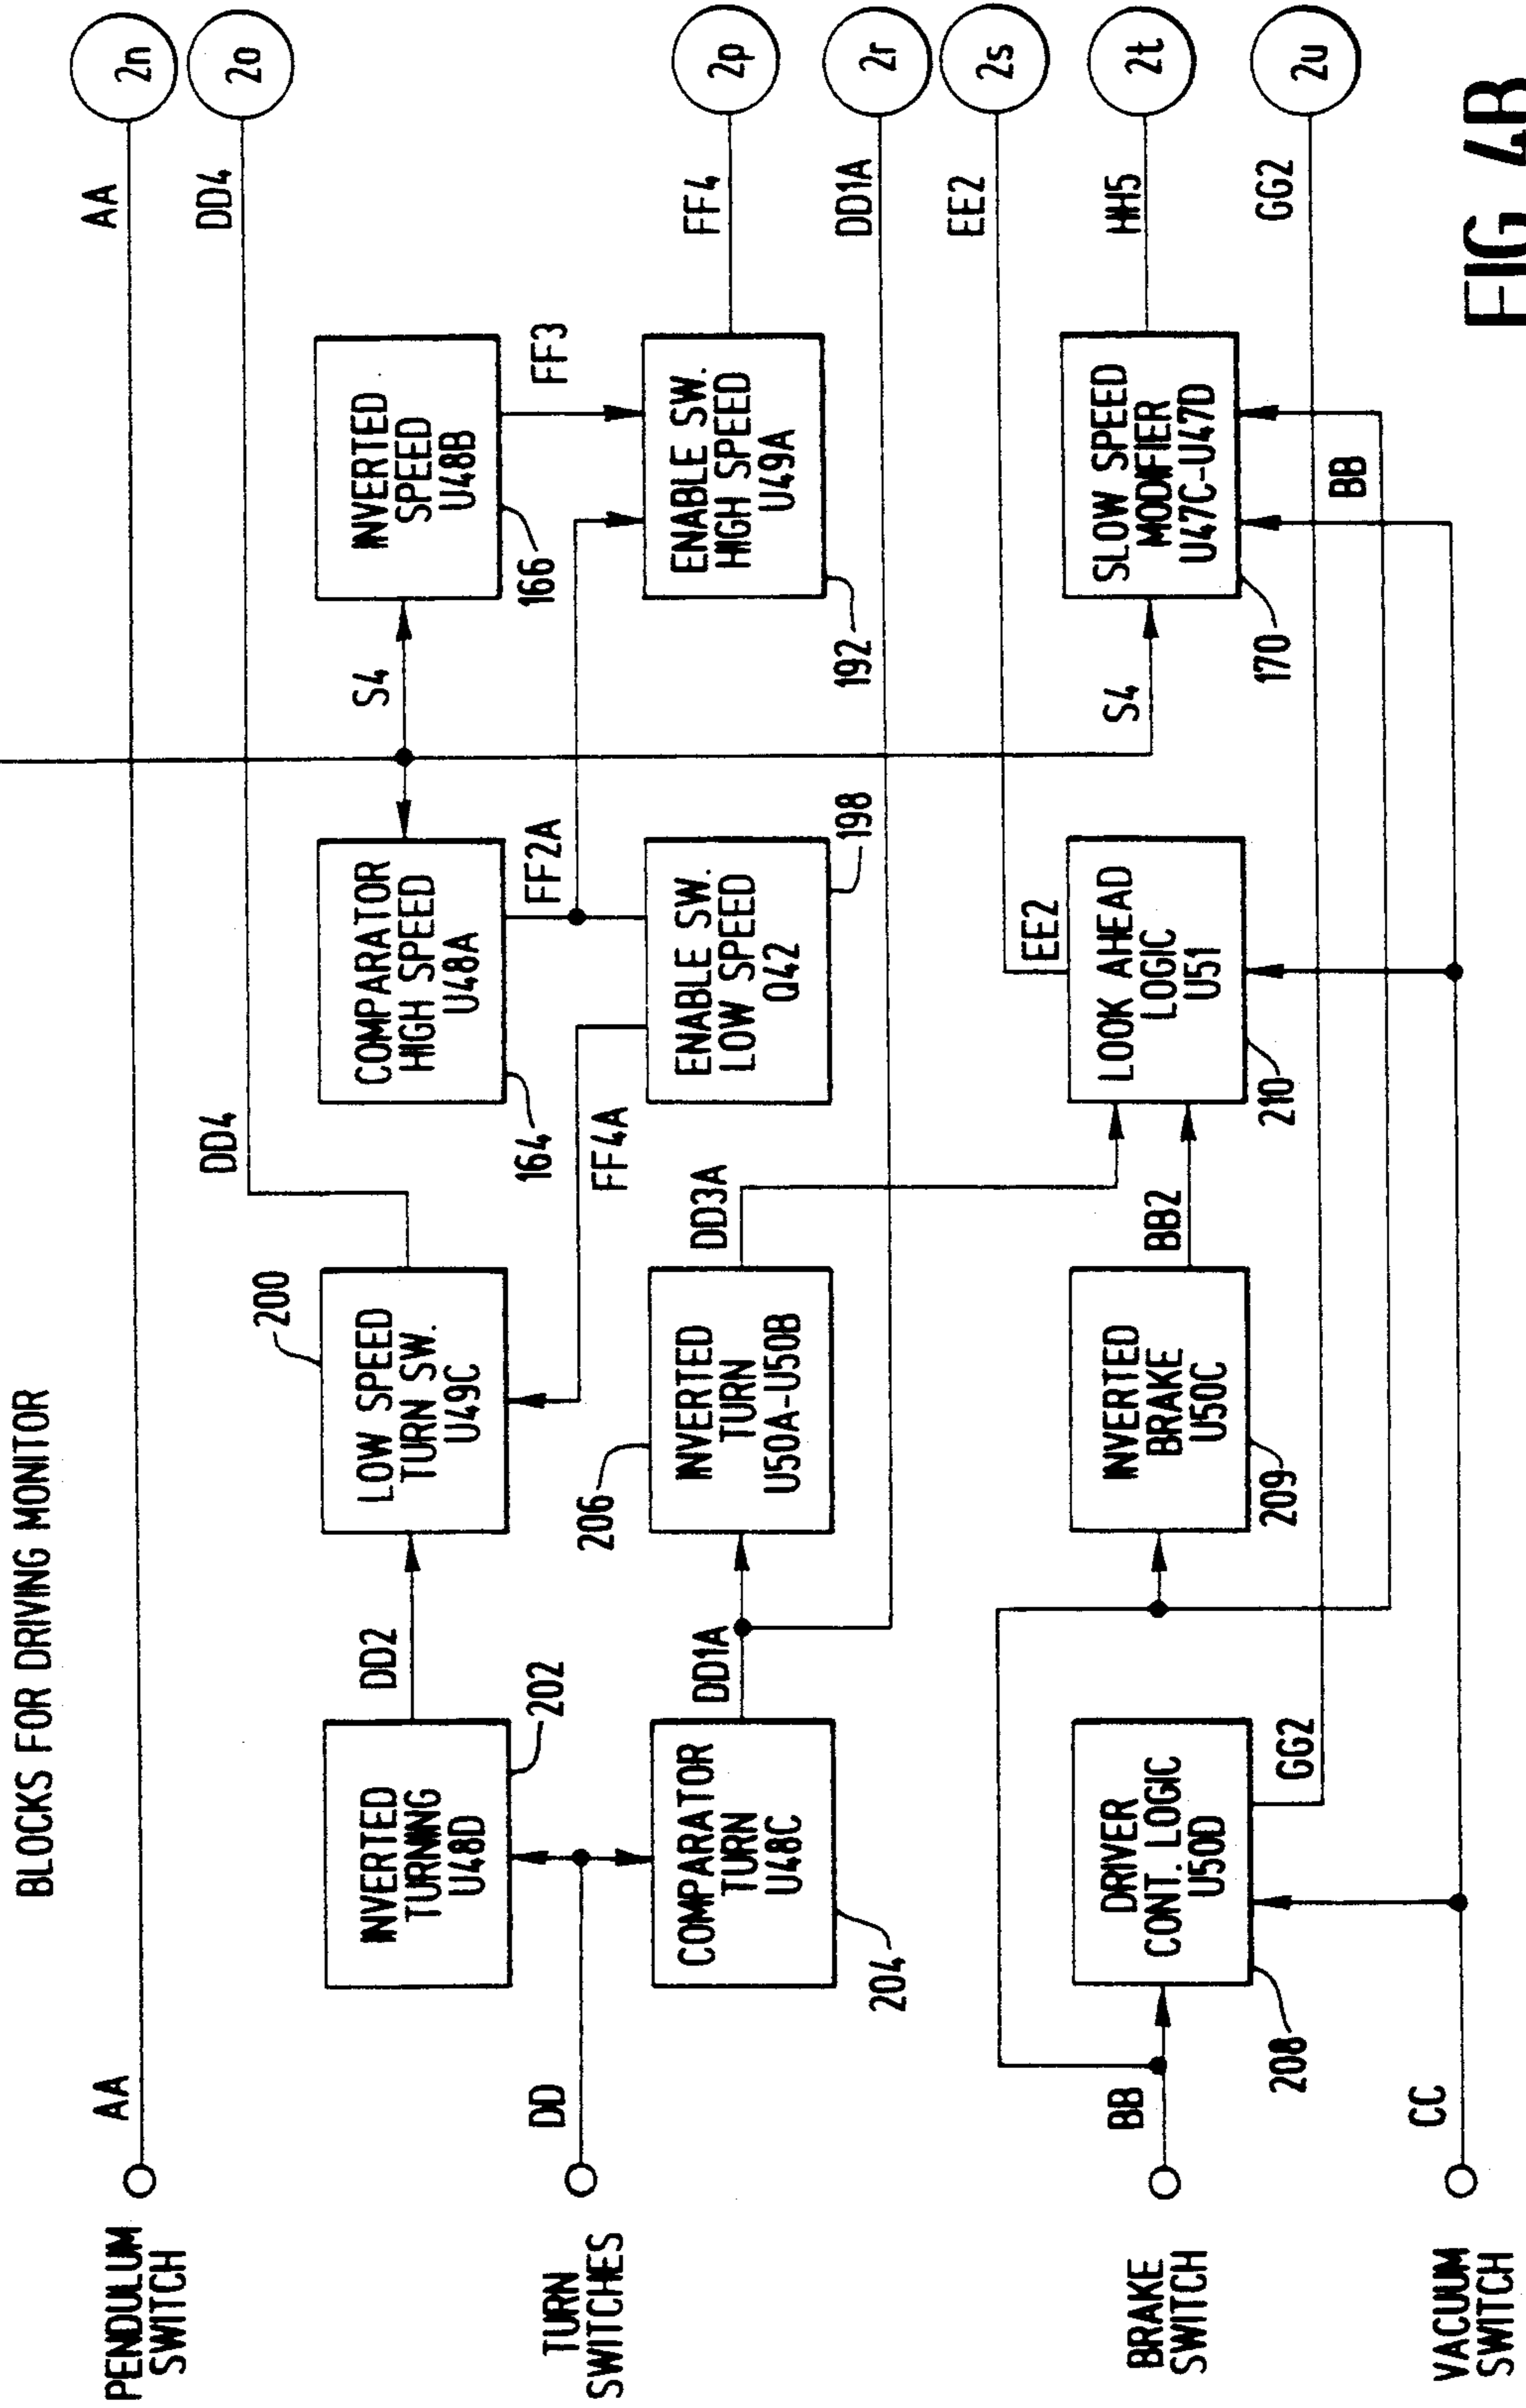 BLOCKS FOR DRIVING MONITOR
PENDULUM
SWITCH
AA
AA
2n
DD4
DD4
2o
TURN
SWITCHES
DD
INVERTED
TURNING
U48D
202
DD2
LOW SPEED
TURN SW.
U49C
200
COMPARATOR
HIGH SPEED
U48A
164
S4
INVERTED
SPEED
U48B
166
FF2A
FF3
FF4A
COMPARATOR
TURN
U48C
204
DD1A
INVERTED
TURN
U50A-U50B
206
DD3A
ENABLE SW.
LOW SPEED
Q42
198
ENABLE SW.
HIGH SPEED
U49A
192
FF4
2p
DD1A
2r
EE2
EE2
2s
BRAKE
SWITCH
BB
DRIVER
CONT. LOGIC
U50D
208
GG2
INVERTED
BRAKE
U50C
209
BB2
LOOK AHEAD
LOGIC
U51
210
S4
SLOW SPEED
MODIFIER
U47C-U47D
170
HH5
2t
GG2
2u
BB
VACUUM
SWITCH
CC
FIG. 4B